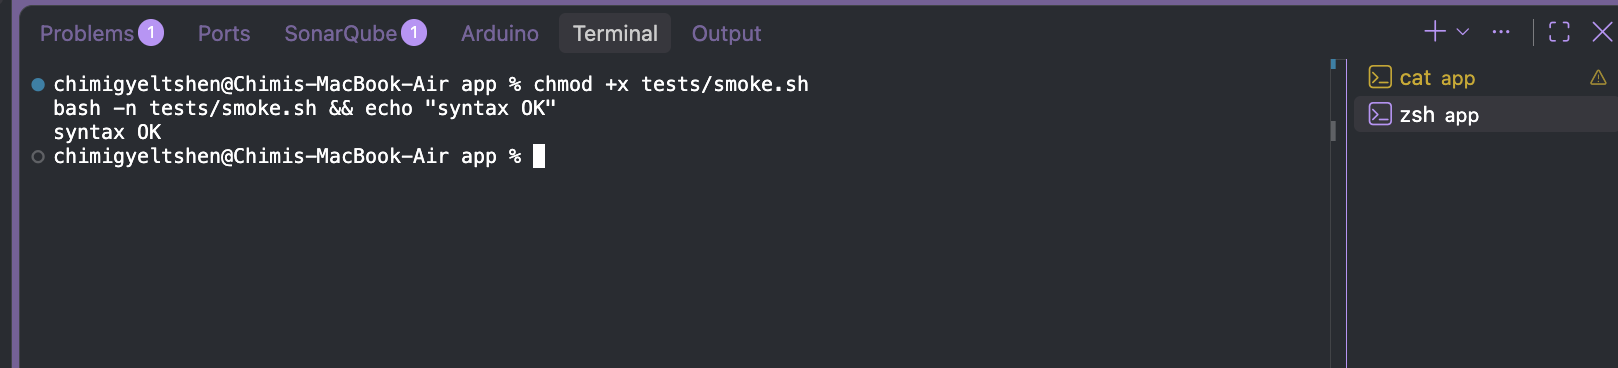 Problems 1 Ports SonarQube 1 Arduino Terminal Output
chimigyeltshen@Chimis-MacBook-Air app % chmod +x tests/smoke.sh
bash -n tests/smoke.sh && echo "syntax OK"
syntax OK
chimigyeltshen@Chimis-MacBook-Air app %
cat app
zsh app